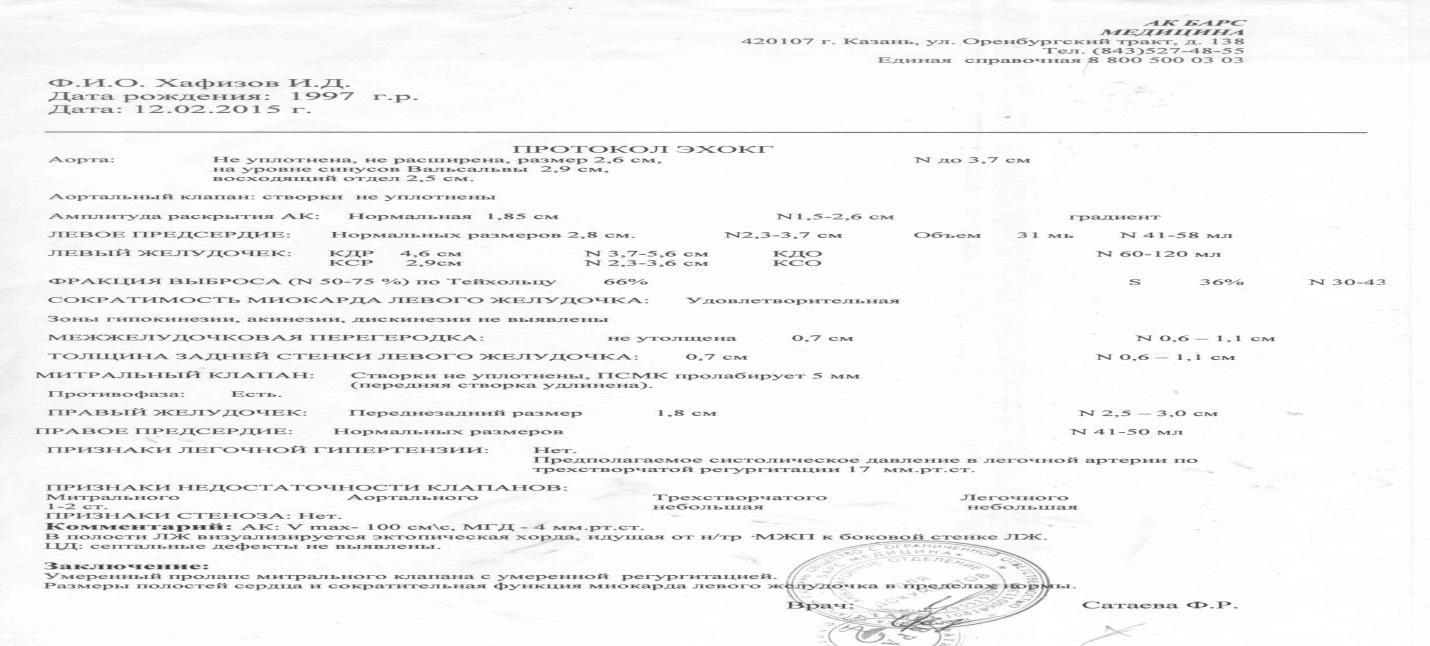 АК БАРС
МЕДИЦИНА
420107 г. Казань, ул. Оренбургский тракт, д. 138
Тел. (843)527-48-55
Единая справочная 8 800 500 03 03
Ф.И.О. Хафизов И.Д.
Дата рождения: 1997 г.р.
Дата: 12.02.2015 г.
ПРОТОКОЛ ЭХОКГ
Аорта: Не уплотнена, не расширена, размер 2,6 см, N до 3,7 см
на уровне синусов Вальсальвы 2,9 см,
восходящий отдел 2,5 см.
Аортальный клапан: створки не уплотнены
Амплитуда раскрытия АК: Нормальная 1,85 см N1,5-2,6 см градиент
ЛЕВОЕ ПРЕДСЕРДИЕ: Нормальных размеров 2,8 см. N2,3-3,7 см Объем 31 мь N 41-58 мл
ЛЕВЫЙ ЖЕЛУДОЧЕК: КДР 4,6 см N 3,7-5,6 см КДО N 60-120 мл
КСР 2,9см N 2,3-3,6 см КСО
ФРАКЦИЯ ВЫБРОСА (N 50-75 %) по Тейхольцу 66% S 36% N 30-43
СОКРАТИМОСТЬ МИОКАРДА ЛЕВОГО ЖЕЛУДОЧКА: Удовлетворительная
Зоны гипокинезии, акинезии, дискинезии не выявлены
МЕЖЖЕЛУДОЧКОВАЯ ПЕРЕГЕРОДКА: не утолщена 0,7 см N 0,6 – 1,1 см
ТОЛЩИНА ЗАДНЕЙ СТЕНКИ ЛЕВОГО ЖЕЛУДОЧКА: 0,7 см N 0,6 – 1,1 см
МИТРАЛЬНЫЙ КЛАПАН: Створки не уплотнены, ПСМК пролабирует 5 мм
(передняя створка удлинена).
Противофаза: Есть.
ПРАВЫЙ ЖЕЛУДОЧЕК: Переднезадний размер 1,8 см N 2,5 – 3,0 см
ПРАВОЕ ПРЕДСЕРДИЕ: Нормальных размеров N 41-50 мл
ПРИЗНАКИ ЛЕГОЧНОЙ ГИПЕРТЕНЗИИ: Нет.
Предполагаемое систолическое давление в легочной артерии по
трехстворчатой регургитации 17 мм.рт.ст.
ПРИЗНАКИ НЕДОСТАТОЧНОСТИ КЛАПАНОВ:
Митрального Аортального Трехстворчатого Легочного
1-2 ст. небольшая небольшая
ПРИЗНАКИ СТЕНОЗА: Нет.
Комментарий: АК: V max- 100 см\с, МГД - 4 мм.рт.ст.
В полости ЛЖ визуализируется эктопическая хорда, идущая от н/тр МЖП к боковой стенке ЛЖ.
ЦД: септальные дефекты не выявлены.
Заключение:
Умеренный пролапс митрального клапана с умеренной регургитацией.
Размеры полостей сердца и сократительная функция миокарда левого желудочка в пределах нормы.
Врач: Сатаева Ф.Р.